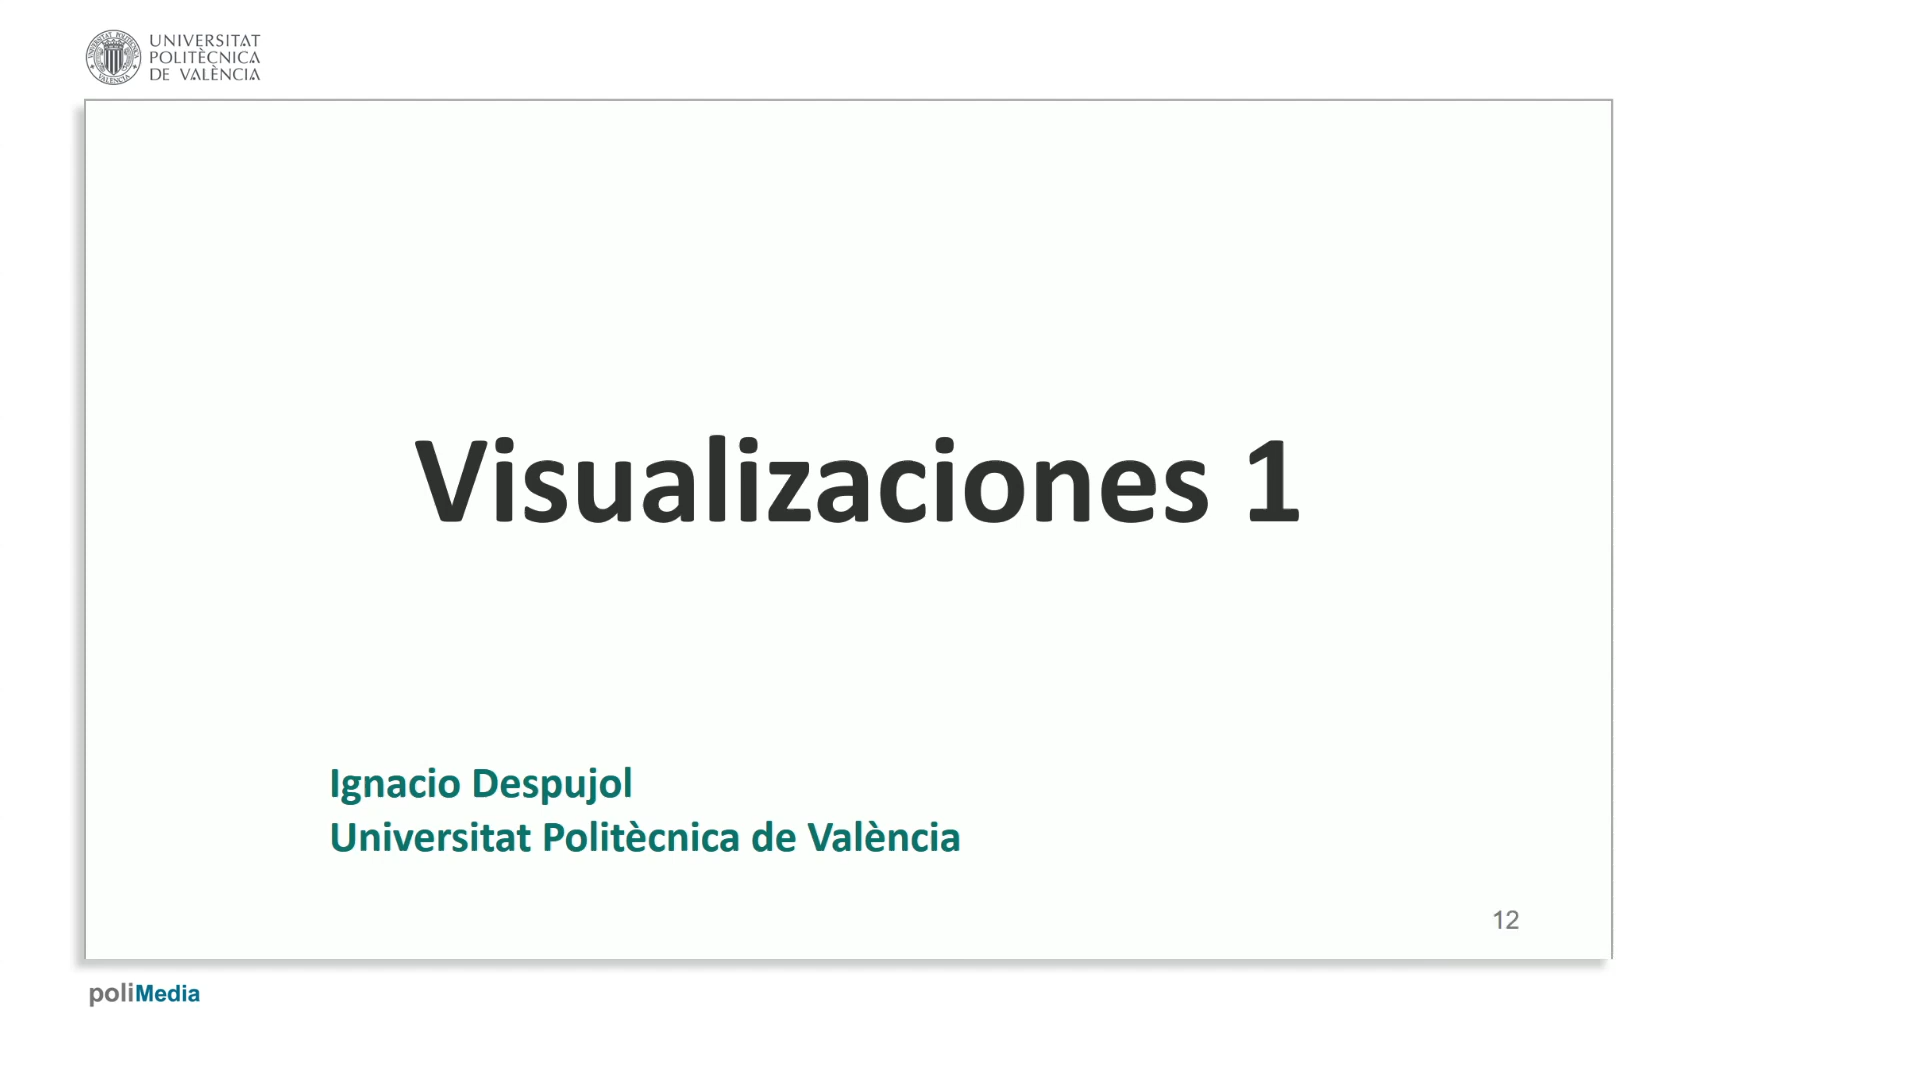 UNIVERSITAT
POLITÈCNICA
DE VALÈNCIA
Visualizaciones 1
Ignacio Despujol
Universitat Politècnica de València
12
poliMedia